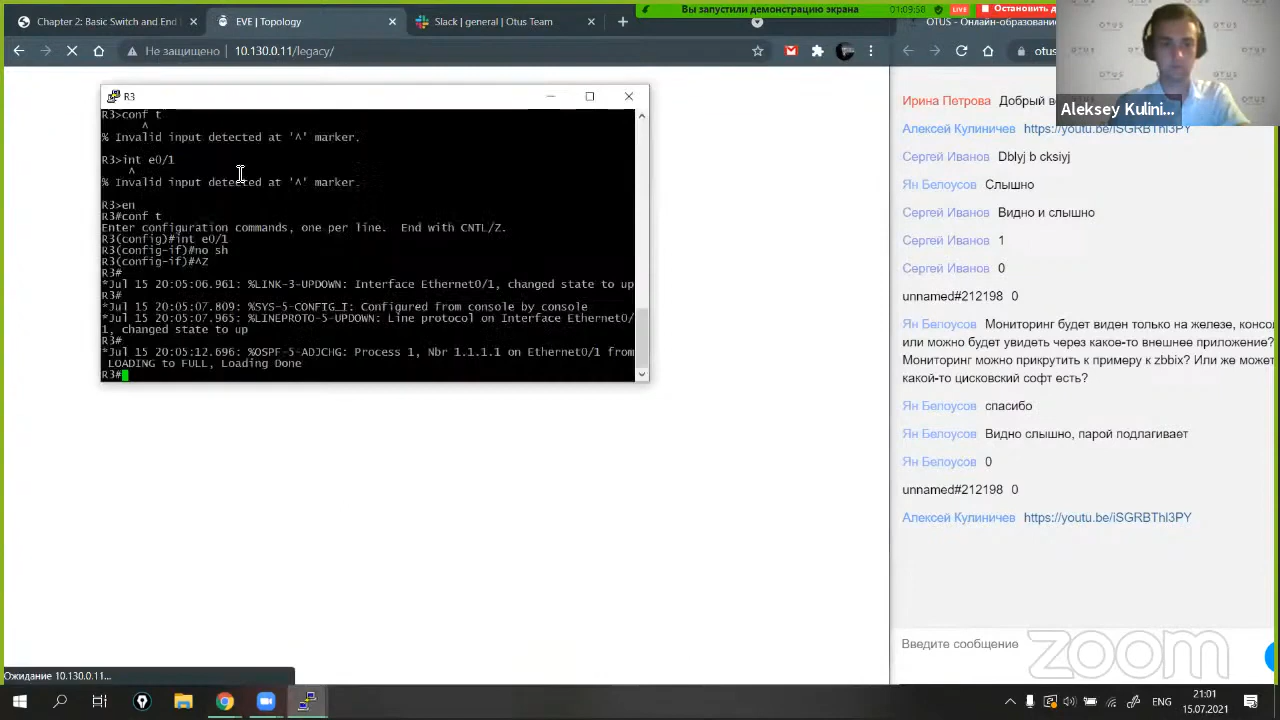 Chapter 2: Basic Switch and End
EVE | Topology
Slack | general | Otus Team
Вы запустили демонстрацию экрана
01:09:58
LIVE
Остановить д
OTUS - Онлайн-образован
Не защищено
10.130.0.11/legacy/
otus
R3
R3>conf t
^
% Invalid input detected at '^' marker.
R3>int e0/1
^
% Invalid input detected at '^' marker.
R3>en
R3#conf t
Enter configuration commands, one per line.  End with CNTL/Z.
R3(config)#int e0/1
R3(config-if)#no sh
R3(config-if)#^Z
R3#
*Jul 15 20:05:06.961: %LINK-3-UPDOWN: Interface Ethernet0/1, changed state to up
R3#
*Jul 15 20:05:07.809: %SYS-5-CONFIG_I: Configured from console by console
*Jul 15 20:05:07.965: %LINEPROTO-5-UPDOWN: Line protocol on Interface Ethernet0/
1, changed state to up
R3#
*Jul 15 20:05:12.696: %OSPF-5-ADJCHG: Process 1, Nbr 1.1.1.1 on Ethernet0/1 from
LOADING to FULL, Loading Done
R3#
Aleksey Kulini...
Ирина Петрова Добрый в
Алексей Кулиничев https://youtu.be/iSGRBThl3PY
Сергей Иванов Dblyj b cksiyj
Ян Белоусов Слышно
Сергей Иванов Видно и слышно
Сергей Иванов 1
Сергей Иванов 0
unnamed#212198 0
Ян Белоусов Мониторинг будет виден только на железе, консо
или можно будет увидеть через какое-то внешнее приложение?
Мониторинг можно прикрутить к примеру к zbbix? Или же может
какой-то цисковский софт есть?
Ян Белоусов спасибо
Ян Белоусов Видно слышно, парой подлагивает
Ян Белоусов 0
unnamed#212198 0
Алексей Кулиничев https://youtu.be/iSGRBThl3PY
Введите сообщение
zoom
Ожидание 10.130.0.11...
ENG
21:01
15.07.2021